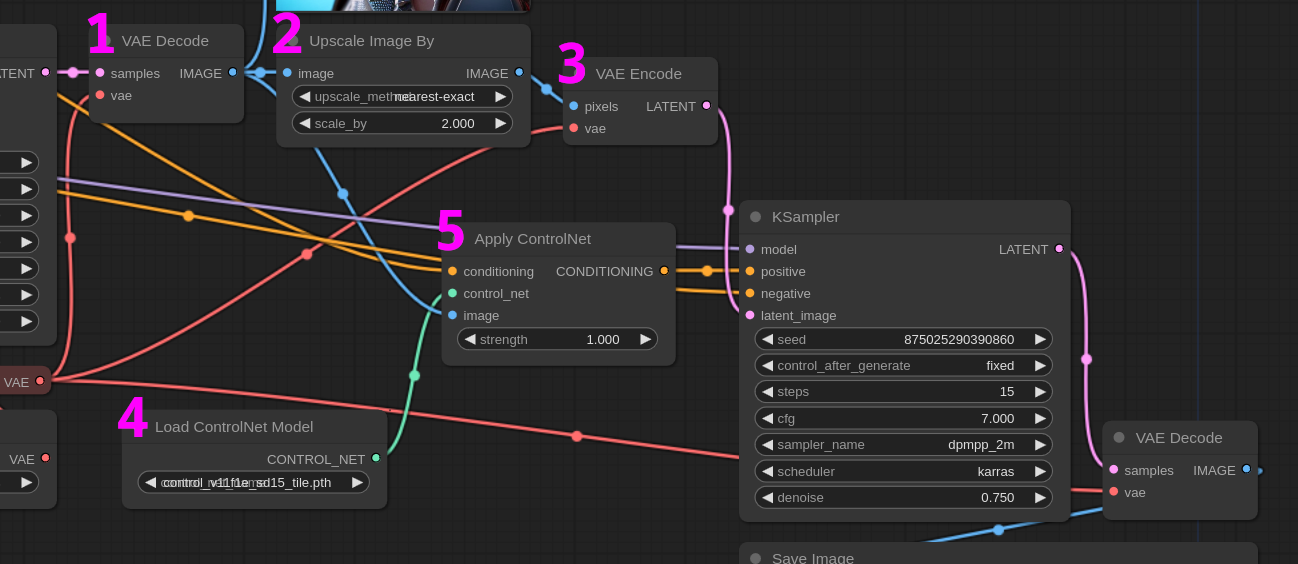 1 VAE Decode
2 Upscale Image By
3 VAE Encode
TENT
samples IMAGE
vae
image IMAGE
upscale_method nearest-exact
scale_by 2.000
pixels LATENT
vae
5 Apply ControlNet
conditioning CONDITIONING
control_net
image
strength 1.000
KSampler
model LATENT
positive
negative
latent_image
seed 875025290390860
control_after_generate fixed
steps 15
cfg 7.000
sampler_name dpmpp_2m
scheduler karras
denoise 0.750
VAE
VAE
4 Load ControlNet Model
CONTROL_NET
control_v11f1e_sd15_tile.pth
VAE Decode
samples IMAGE
vae
Save Image